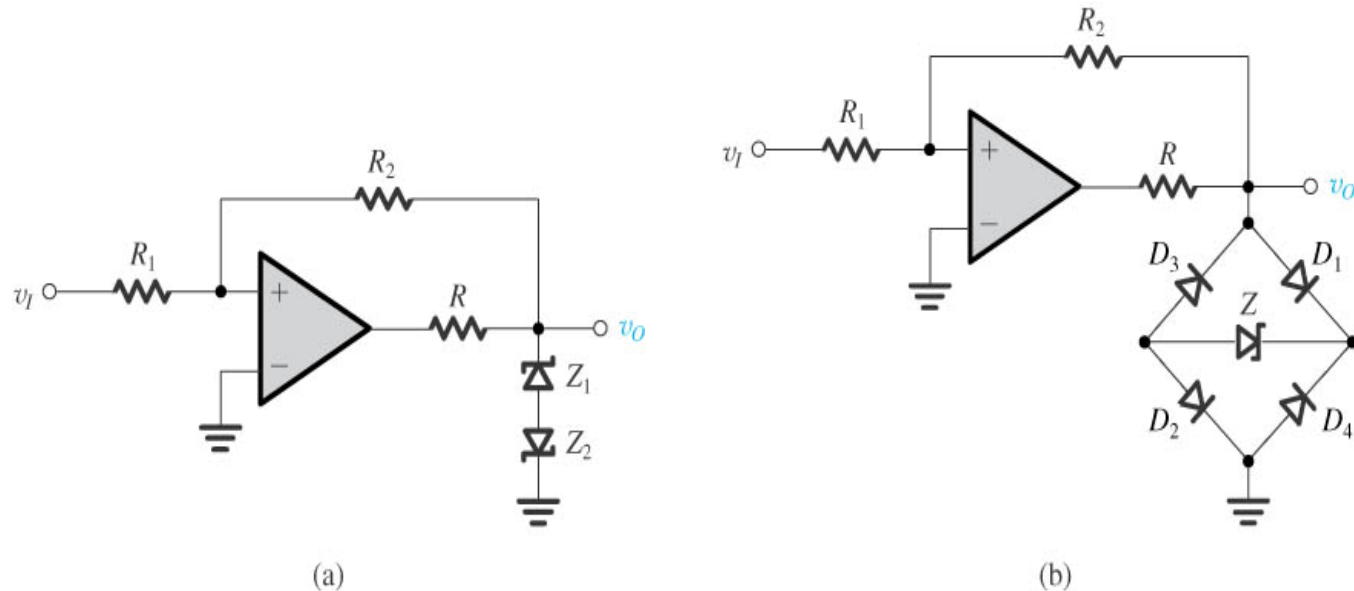 R2
R1
vI
+
−
R
vO
Z1
Z2
(a)
R2
R1
vI
+
−
R
vO
D3
D1
Z
D2
D4
(b)